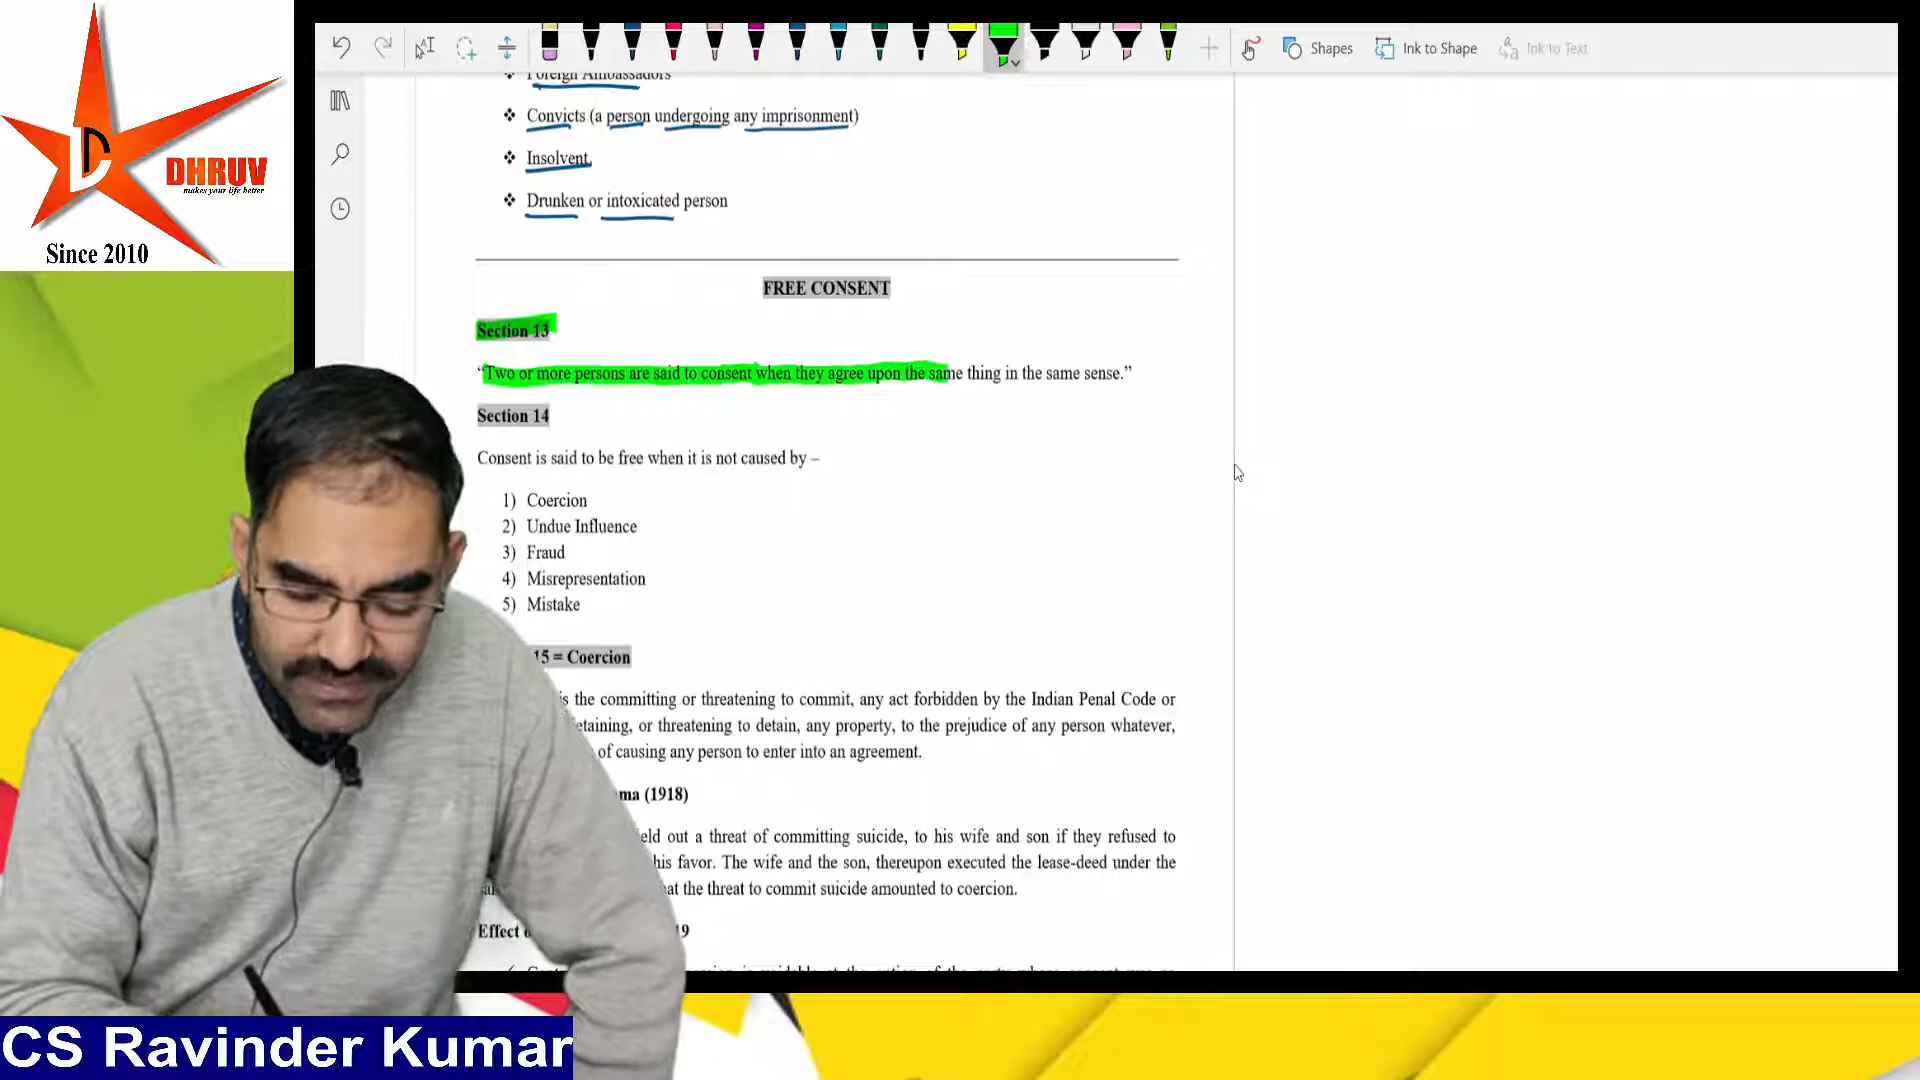 DC
DHRUV
makes your life better
Since 2010
Shapes
Ink to Shape
Ink to Text
❖ Foreign Ambassadors
❖ Convicts (a person undergoing any imprisonment)
❖ Insolvent.
❖ Drunken or intoxicated person
FREE CONSENT
Section 13
“Two or more persons are said to consent when they agree upon the same thing in the same sense.”
Section 14
Consent is said to be free when it is not caused by –
1) Coercion
2) Undue Influence
3) Fraud
4) Misrepresentation
5) Mistake
15 = Coercion
the committing or threatening to commit, any act forbidden by the Indian Penal Code or
or threatening to detain, any property, to the prejudice of any person whatever,
of causing any person to enter into an agreement.
(1918)
out a threat of committing suicide, to his wife and son if they refused to
his favor. The wife and the son, thereupon executed the lease-deed under the
the threat to commit suicide amounted to coercion.
Effect
CS Ravinder Kumar